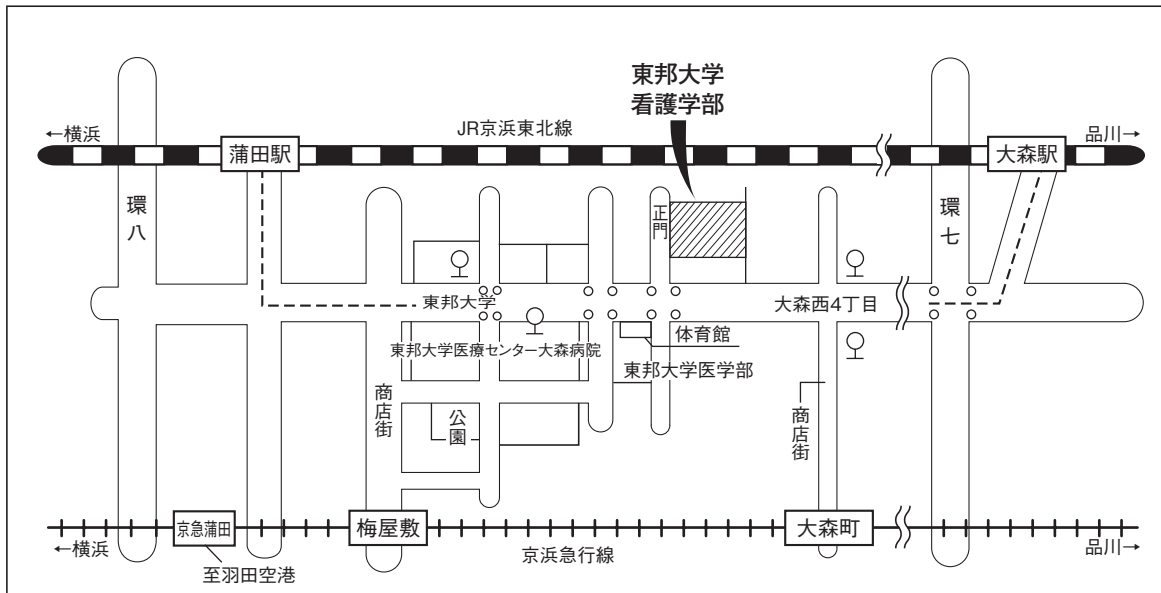 東邦大学
看護学部
JR京浜東北線
←横浜
品川→
蒲田駅
大森駅
環八
正門
環七
東邦大学
大森西4丁目
体育館
東邦大学医療センター大森病院
東邦大学医学部
商店街
公園
商店街
京急蒲田
梅屋敷
大森町
←横浜
京浜急行線
品川→
至羽田空港